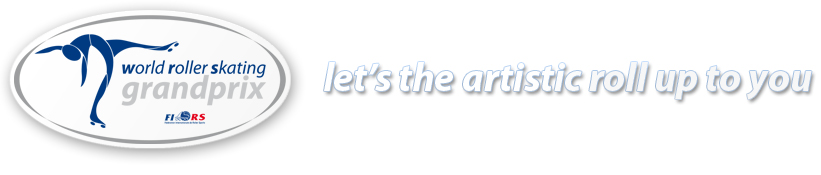 world roller skating
grandprix
FIRS
let's the artistic roll up to you